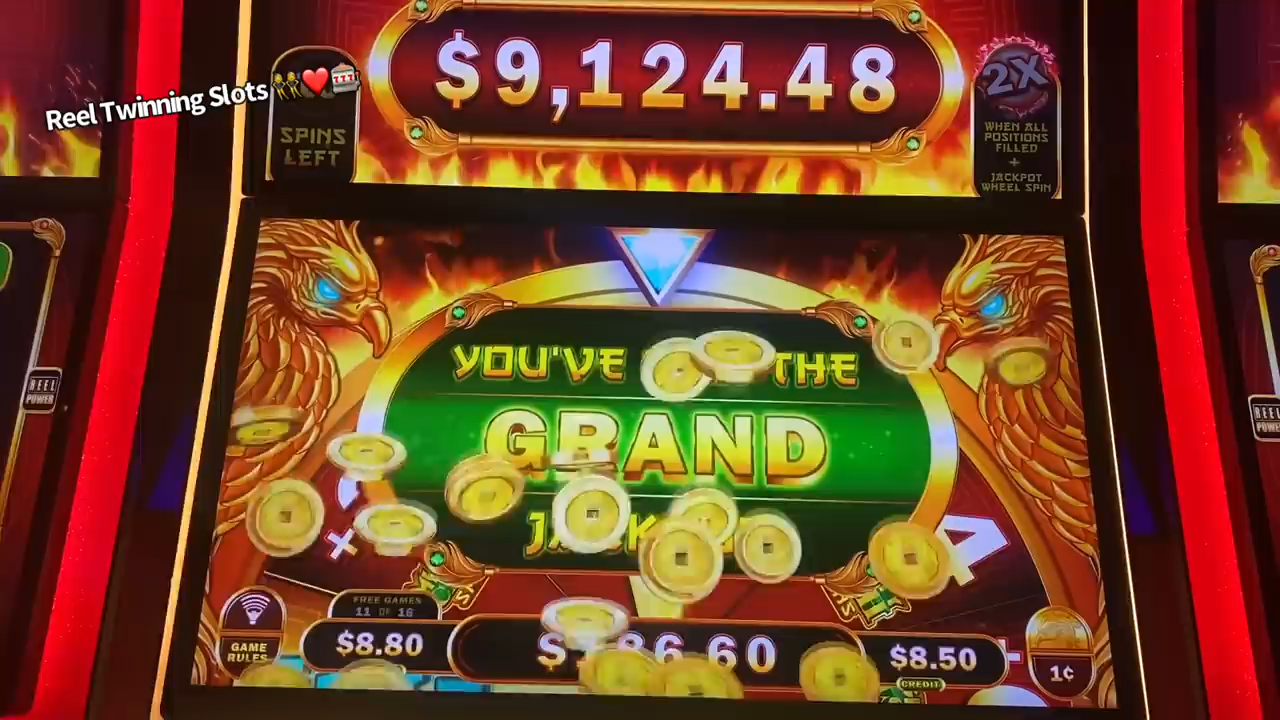 $9,124.48
Reel Twinning Slots
SPINS
LEFT
2X
WHEN ALL
POSITIONS
FILLED
+
JACKPOT
WHEEL SPIN
YOU'VE THE
GRAND
REEL
POWER
REEL
POWER
4
FREE GAMES
11 OF 16
GAME
RULES
$8.80
$8.50
CREDIT
1¢